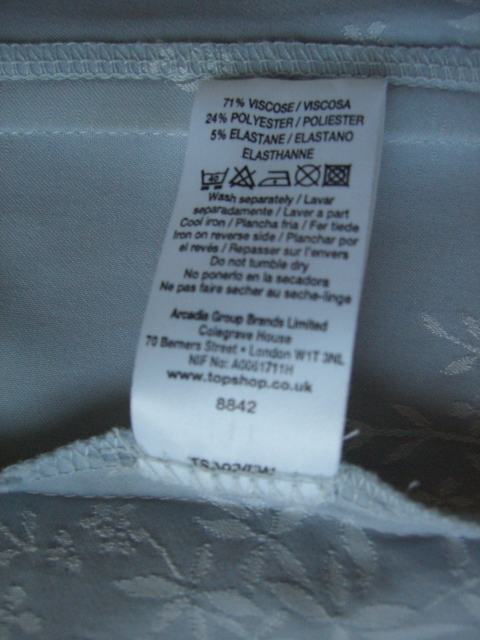 71% VISCOSE / VISCOSA
24% POLYESTER / POLIESTER
5% ELASTANE / ELASTANO
ELASTHANNE
40
Wash separately / Lavar
separadamente / Laver a part
Cool iron / Plancha fria / Fer tiede
Iron on reverse side / Planchar por
el revés / Repasser sur l'envers
Do not tumble dry
No ponerlo en la secadora
Ne pas faire secher au seche-linge
Arcadia Group Brands Limited
Colegrave House
70 Berners Street • London W1T 3NL
NIF No: A0061711H
www.topshop.co.uk
8842